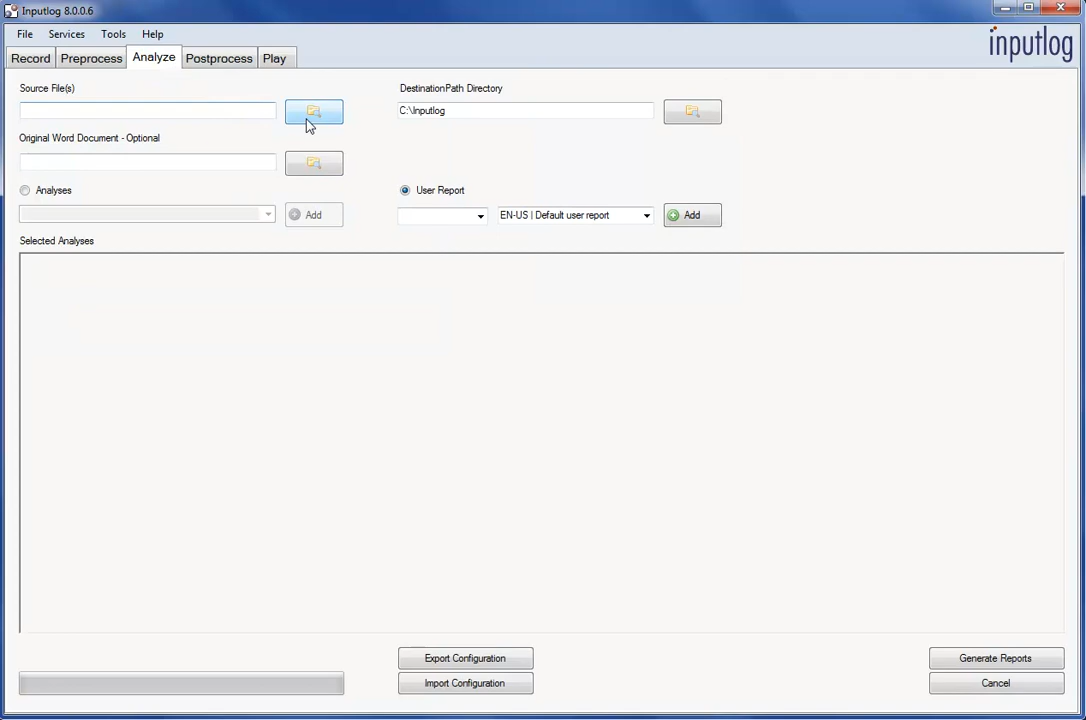 Inputlog 8.0.0.6
File Services Tools Help
inputlog
Record Preprocess Analyze Postprocess Play
Source File(s)
DestinationPath Directory
C:\Inputlog
Original Word Document - Optional
Analyses
User Report
Add
EN-US | Default user report
Add
Selected Analyses
Export Configuration
Generate Reports
Import Configuration
Cancel